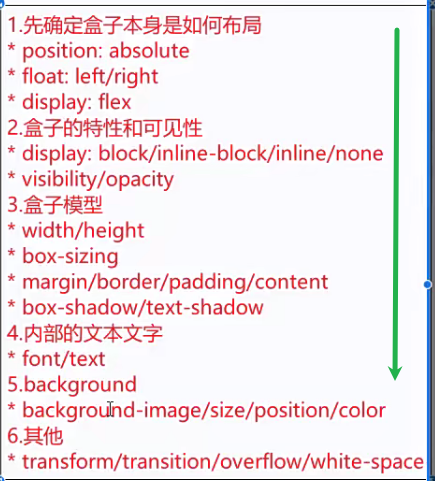 1.先确定盒子本身是如何布局
* position: absolute
* float: left/right
* display: flex
2.盒子的特性和可见性
* display: block/inline-block/inline/none
* visibility/opacity
3.盒子模型
* width/height
* box-sizing
* margin/border/padding/content
* box-shadow/text-shadow
4.内部的文本文字
* font/text
5.background
* background-image/size/position/color
6.其他
* transform/transition/overflow/white-space